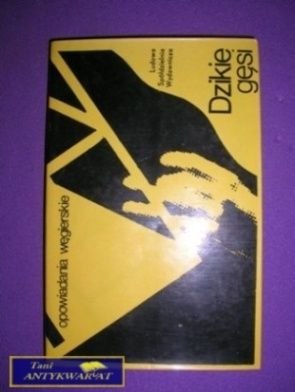 Ludowa
Spółdzielnia
Wydawnicza
Dzikie
gęsi
opowiadania węgierskie
Tani
ANTYKWARIAT